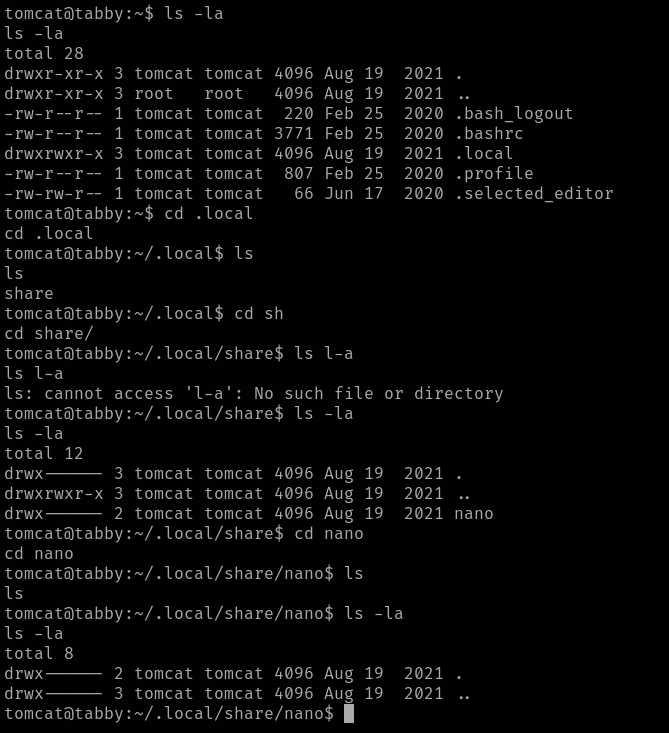 tomcat@tabby:~$ ls -la
ls -la
total 28
drwxr-xr-x 3 tomcat tomcat 4096 Aug 19  2021 .
drwxr-xr-x 3 root   root   4096 Aug 19  2021 ..
-rw-r--r-- 1 tomcat tomcat  220 Feb 25  2020 .bash_logout
-rw-r--r-- 1 tomcat tomcat 3771 Feb 25  2020 .bashrc
drwxrwxr-x 3 tomcat tomcat 4096 Aug 19  2021 .local
-rw-r--r-- 1 tomcat tomcat  807 Feb 25  2020 .profile
-rw-rw-r-- 1 tomcat tomcat   66 Jun 17  2020 .selected_editor
tomcat@tabby:~$ cd .local
cd .local
tomcat@tabby:~/.local$ ls
ls
share
tomcat@tabby:~/.local$ cd sh
cd share/
tomcat@tabby:~/.local/share$ ls l-a
ls l-a
ls: cannot access 'l-a': No such file or directory
tomcat@tabby:~/.local/share$ ls -la
ls -la
total 12
drwx------ 3 tomcat tomcat 4096 Aug 19  2021 .
drwxrwxr-x 3 tomcat tomcat 4096 Aug 19  2021 ..
drwx------ 2 tomcat tomcat 4096 Aug 19  2021 nano
tomcat@tabby:~/.local/share$ cd nano
cd nano
tomcat@tabby:~/.local/share/nano$ ls
ls
tomcat@tabby:~/.local/share/nano$ ls -la
ls -la
total 8
drwx------ 2 tomcat tomcat 4096 Aug 19  2021 .
drwx------ 3 tomcat tomcat 4096 Aug 19  2021 ..
tomcat@tabby:~/.local/share/nano$